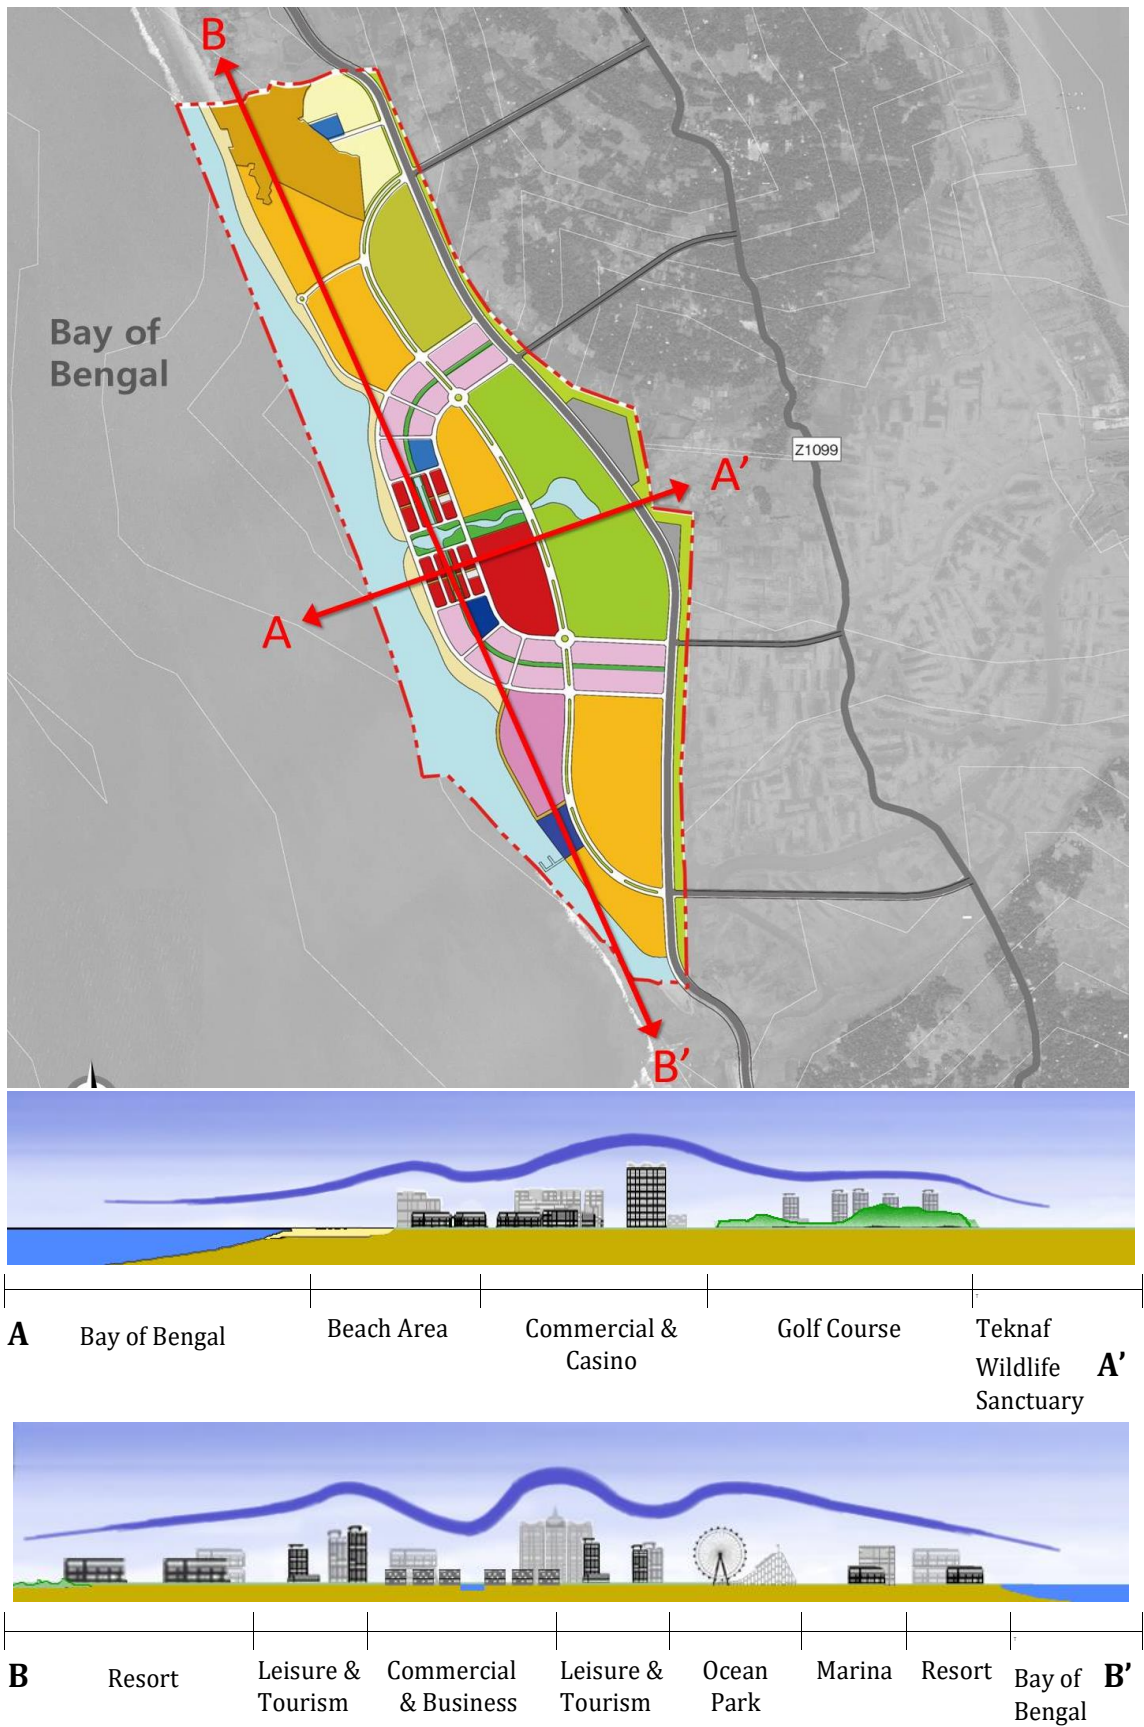 B
Bay of
Bengal
Z1099
A’
A
B’
A
Bay of Bengal
Beach Area
Commercial &
Casino
Golf Course
Teknaf
Wildlife
Sanctuary
A’
B
Resort
Leisure &
Tourism
Commercial
& Business
Leisure &
Tourism
Ocean
Park
Marina
Resort
Bay of
Bengal
B’